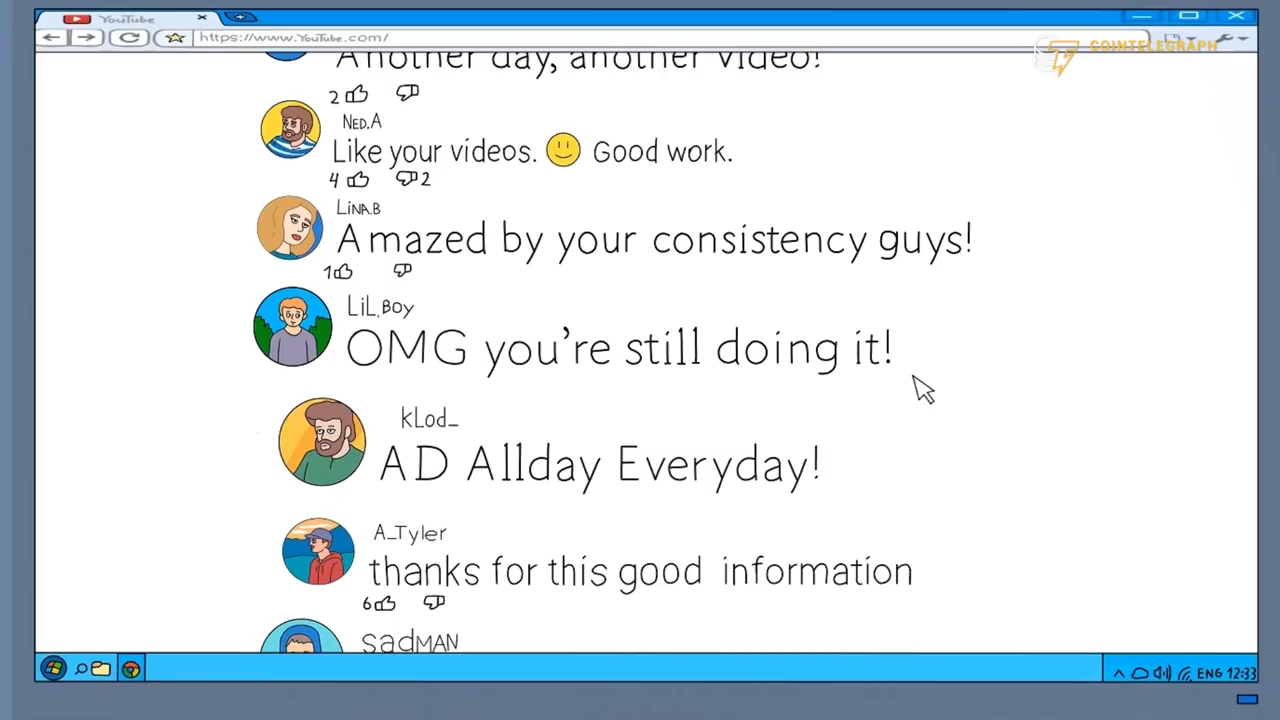 YouTube
https://www.YouTube.com/
COINTELEGRAPH
Another day, another video!
2
Ned.A
Like your videos. Good work.
4 2
Lina.B
Amazed by your consistency guys!
1
LiL.Boy
OMG you're still doing it!
kLod_
AD Allday Everyday!
A_Tyler
thanks for this good information
6
sadMAN
ENG 12:33